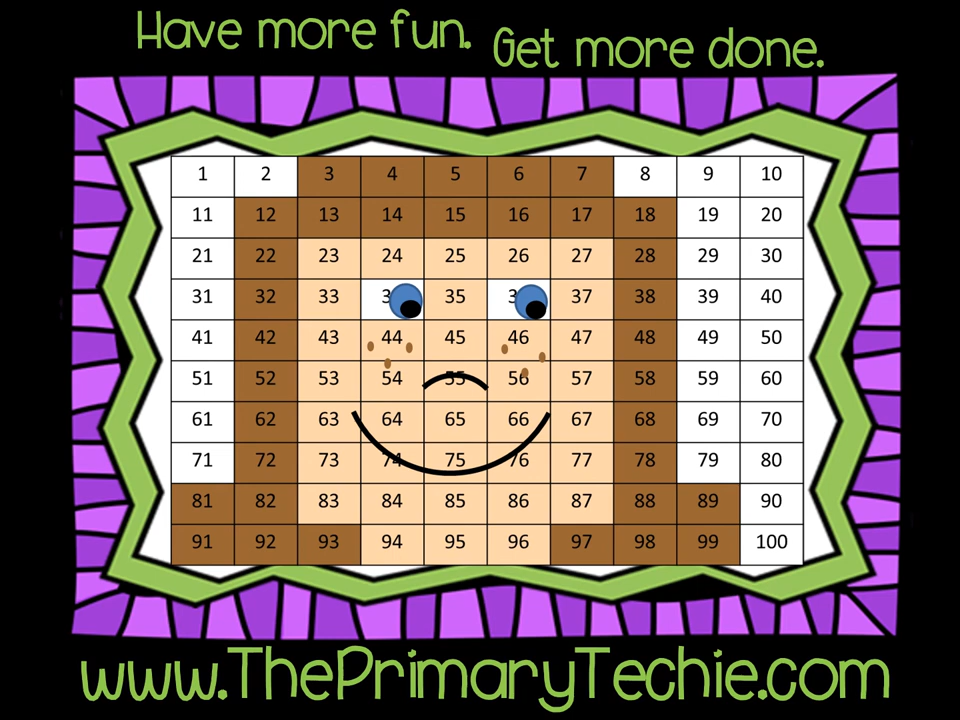 Have more fun. Get more done.
1 2 3 4 5 6 7 8 9 10
11 12 13 14 15 16 17 18 19 20
21 22 23 24 25 26 27 28 29 30
31 32 33 35 37 38 39 40
41 42 43 44 45 46 47 48 49 50
51 52 53 54 55 56 57 58 59 60
61 62 63 64 65 66 67 68 69 70
71 72 73 74 75 76 77 78 79 80
81 82 83 84 85 86 87 88 89 90
91 92 93 94 95 96 97 98 99 100
www.ThePrimaryTechie.com